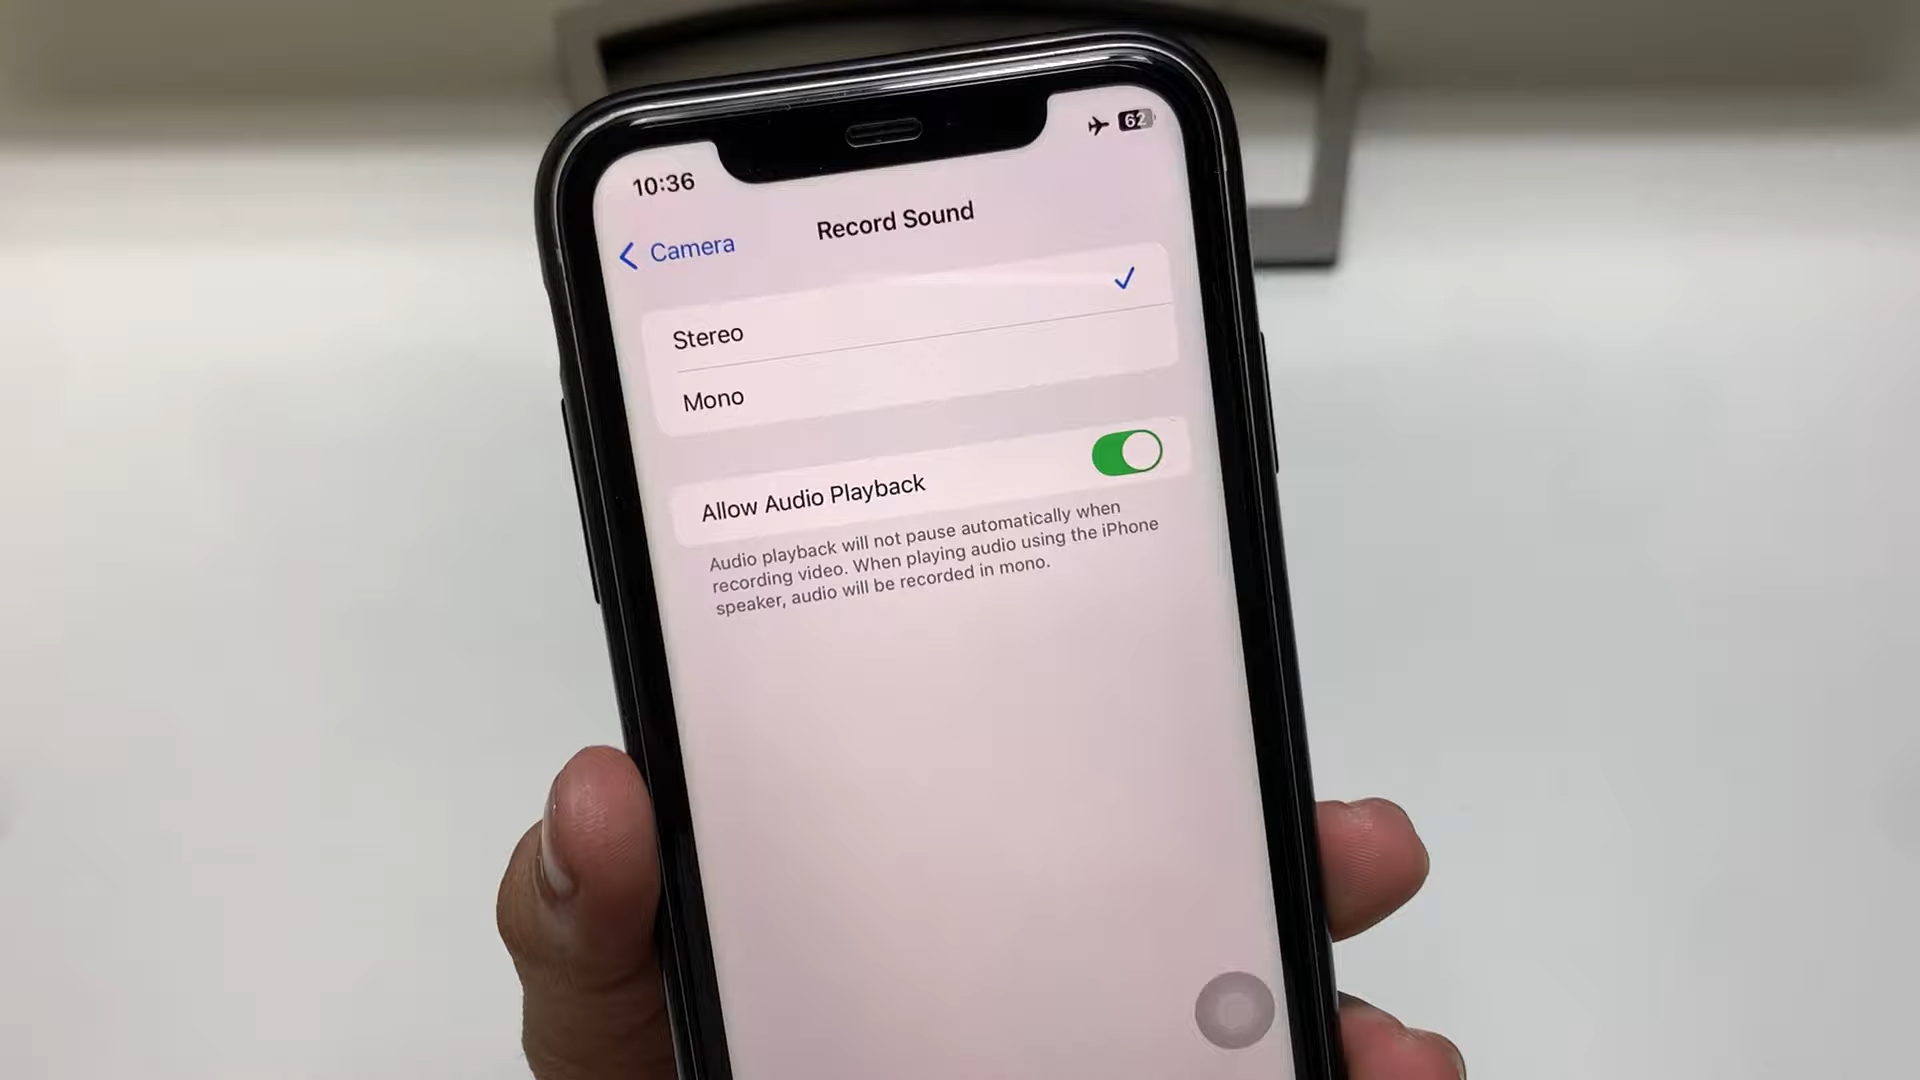 10:36
62
Camera
Record Sound
Stereo
Mono
Allow Audio Playback
Audio playback will not pause automatically when
recording video. When playing audio using the iPhone
speaker, audio will be recorded in mono.